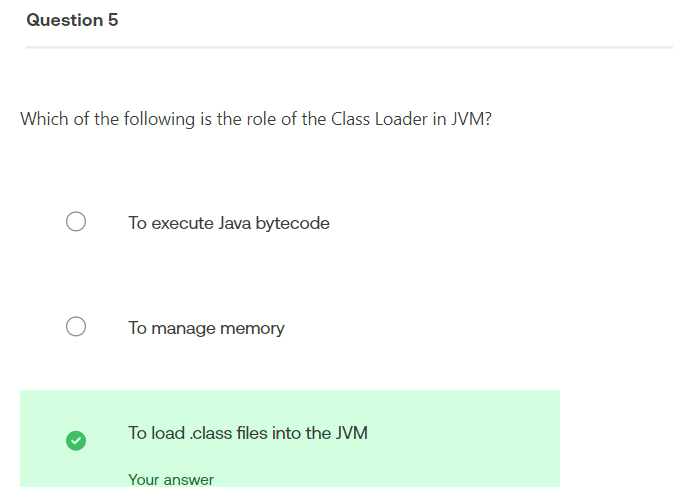 Question 5
Which of the following is the role of the Class Loader in JVM?
To execute Java bytecode
To manage memory
To load .class files into the JVM
Your answer